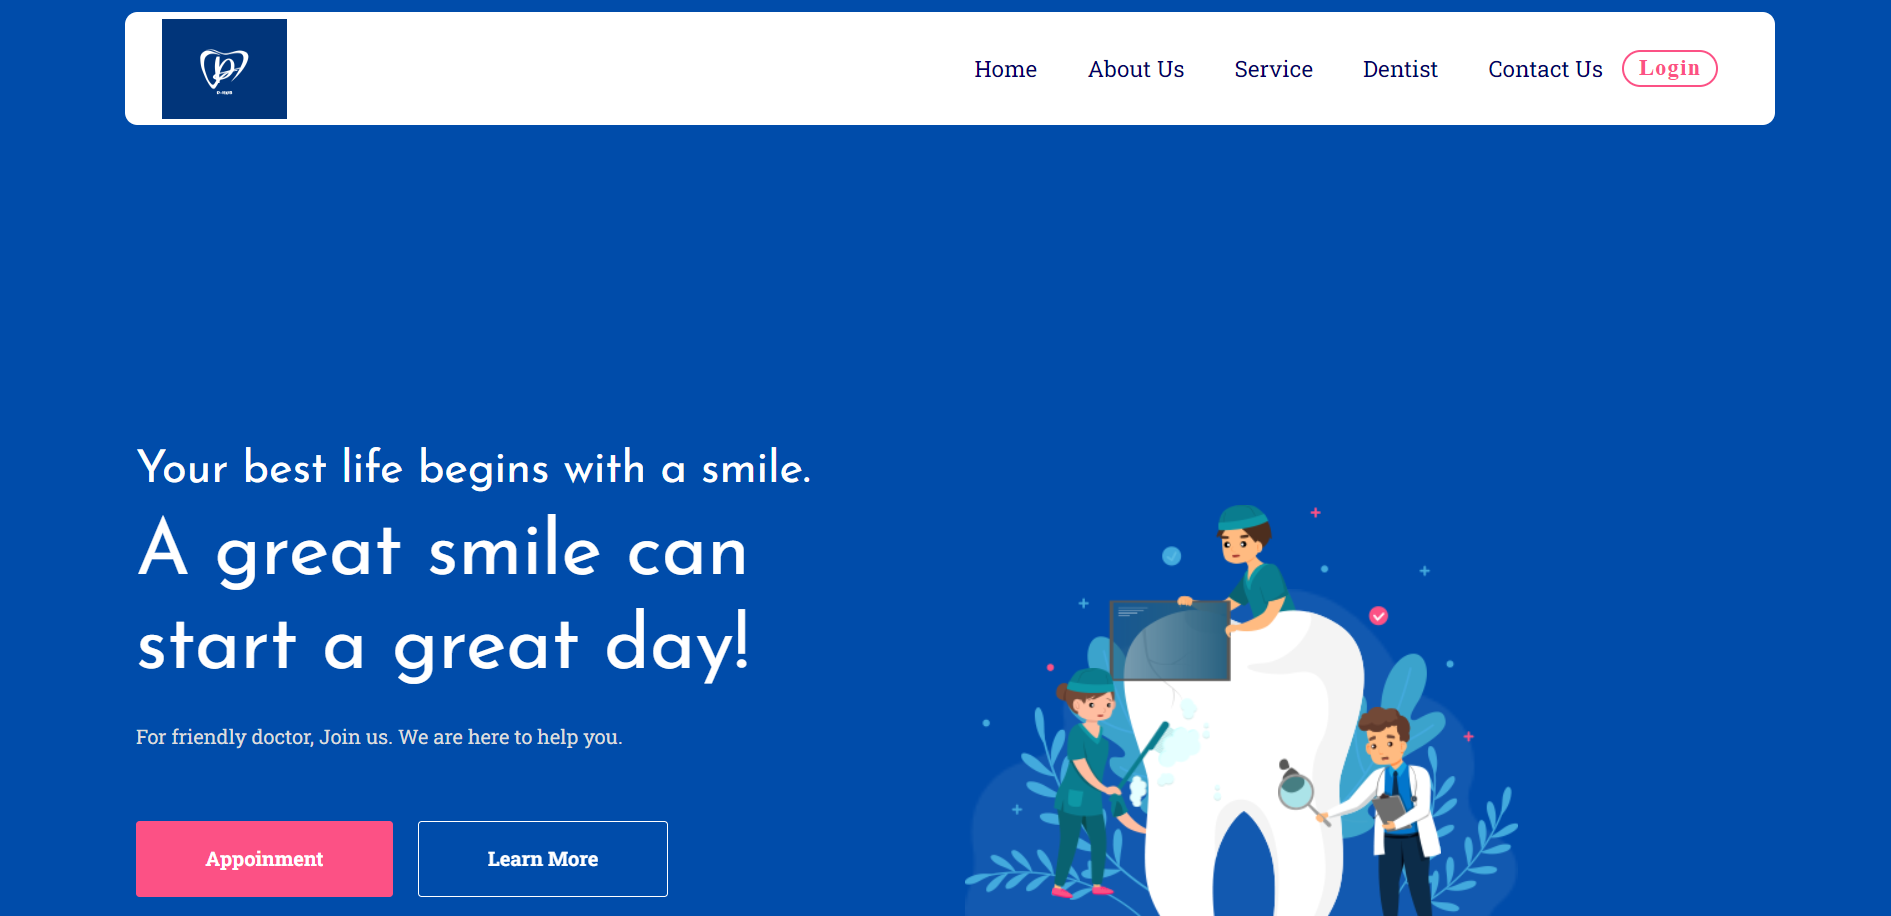 Home About Us Service Dentist Contact Us Login
Your best life begins with a smile.
A great smile can
start a great day!
For friendly doctor, Join us. We are here to help you.
Appoinment Learn More